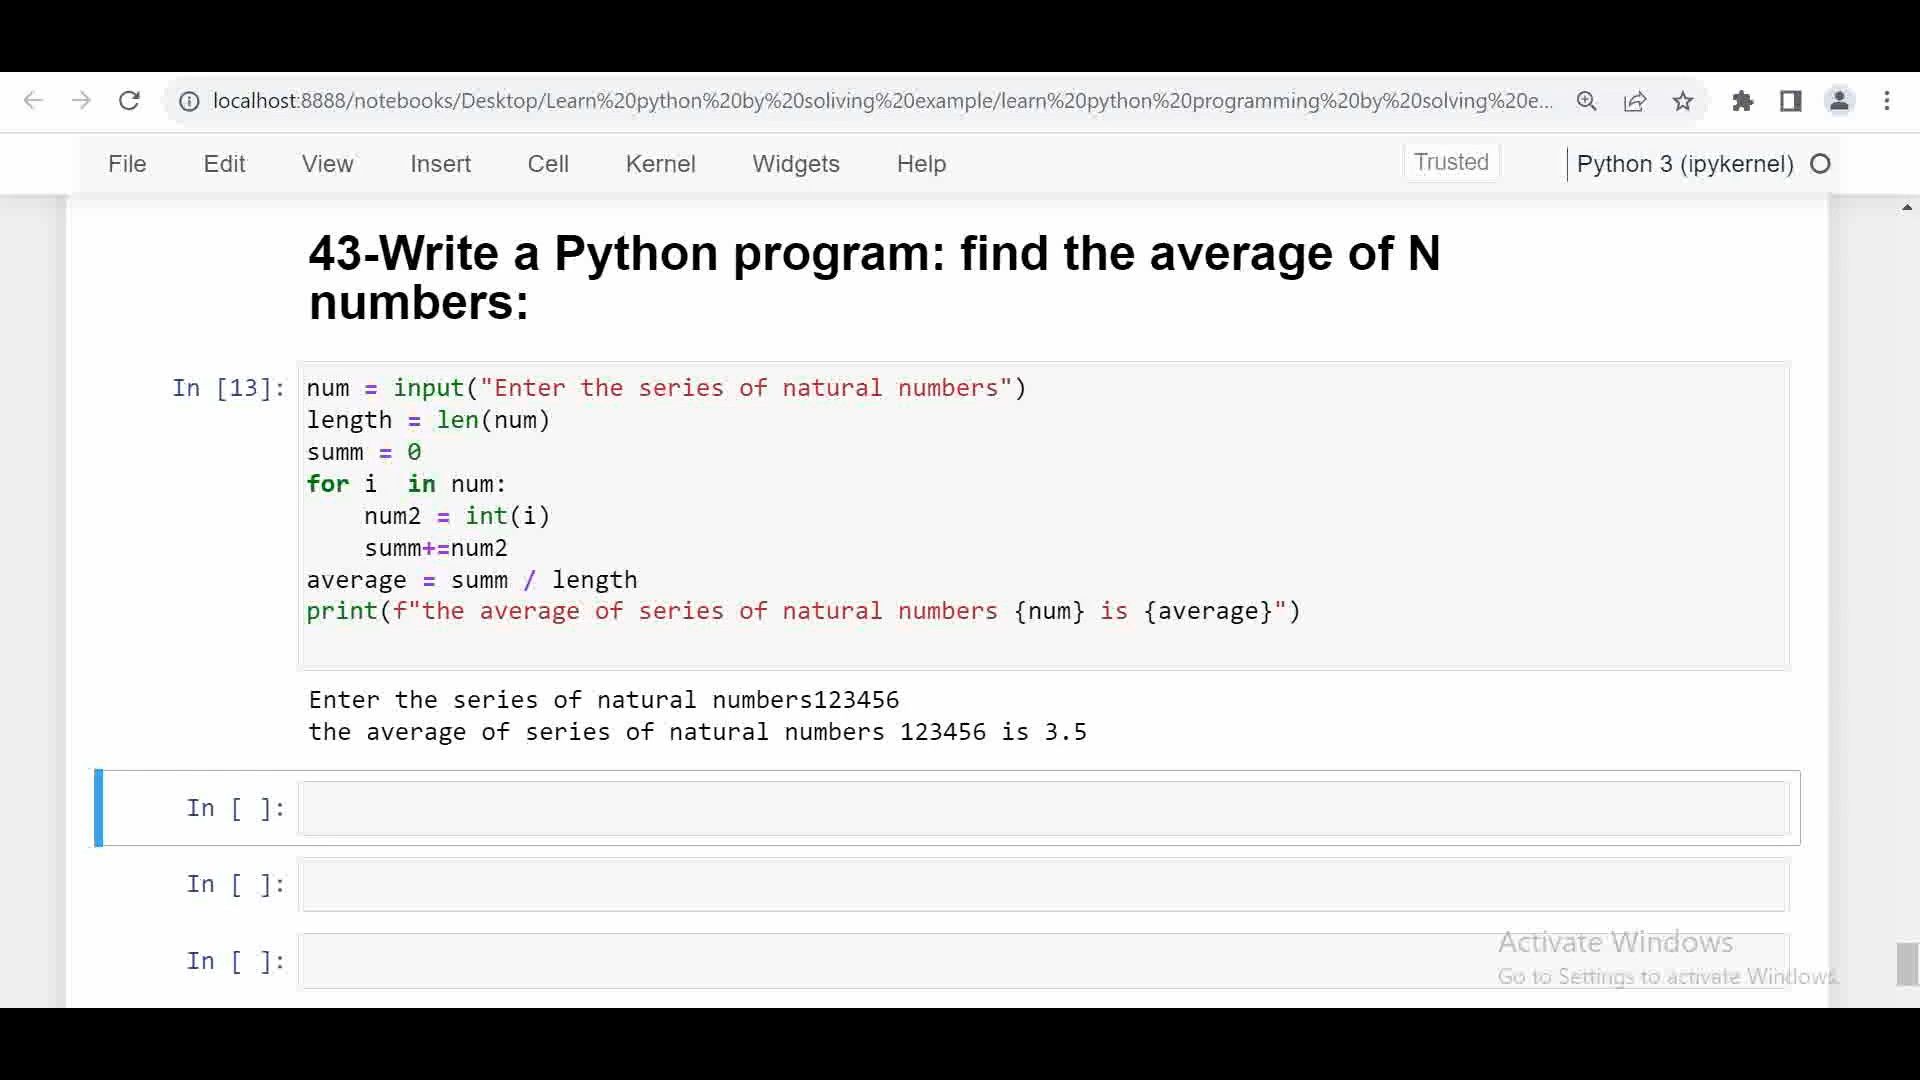 localhost:8888/notebooks/Desktop/Learn%20python%20by%20soliving%20example/learn%20python%20programming%20by%20solving%20e...
File Edit View Insert Cell Kernel Widgets Help Trusted Python 3 (ipykernel)
43-Write a Python program: find the average of N
numbers:
In [13]: num = input("Enter the series of natural numbers")
length = len(num)
summ = 0
for i  in num:
    num2 = int(i)
    summ+=num2
average = summ / length
print(f"the average of series of natural numbers {num} is {average}")
Enter the series of natural numbers123456
the average of series of natural numbers 123456 is 3.5
In [ ]:
In [ ]:
In [ ]:
Activate Windows
Go to Settings to activate Windows.